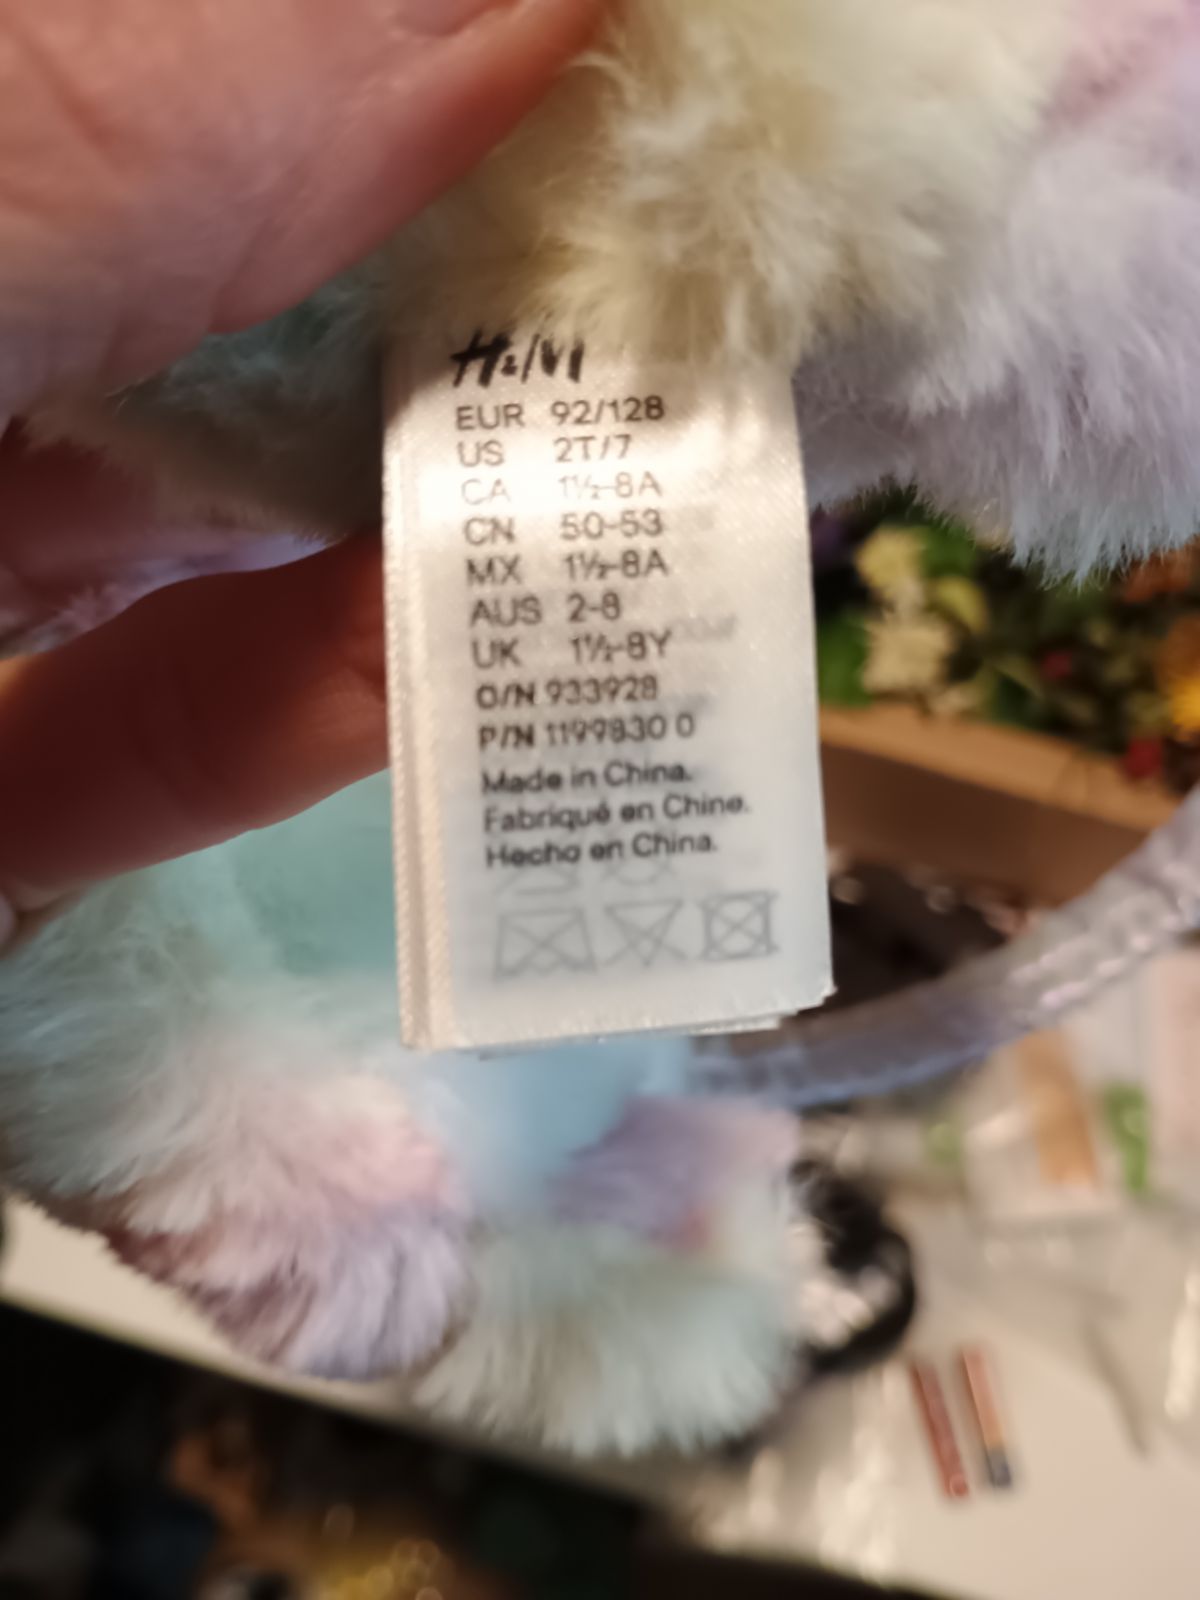 H&M
EUR 92/128
US 2T/7
CA 1½-8A
CN 50-53
MX 1½-8A
AUS 2-8
UK 1½-8Y
O/N 933928
P/N 1199830 0
Made in China.
Fabriqué en Chine.
Hecho en China.